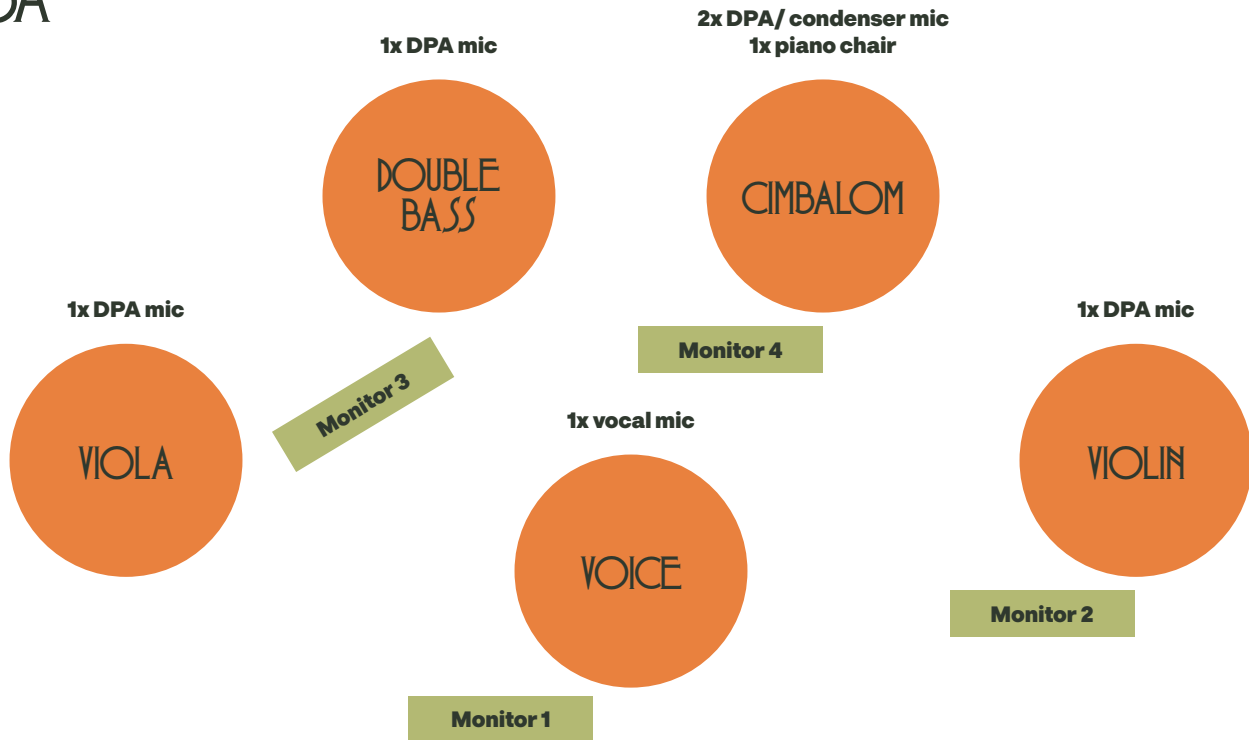 2x DPA/ condenser mic
1x piano chair
1x DPA mic
DOUBLE
BASS
CIMBALOM
1x DPA mic
1x DPA mic
Monitor 3
Monitor 4
1x vocal mic
VIOLA
VIOLIN
VOICE
Monitor 2
Monitor 1